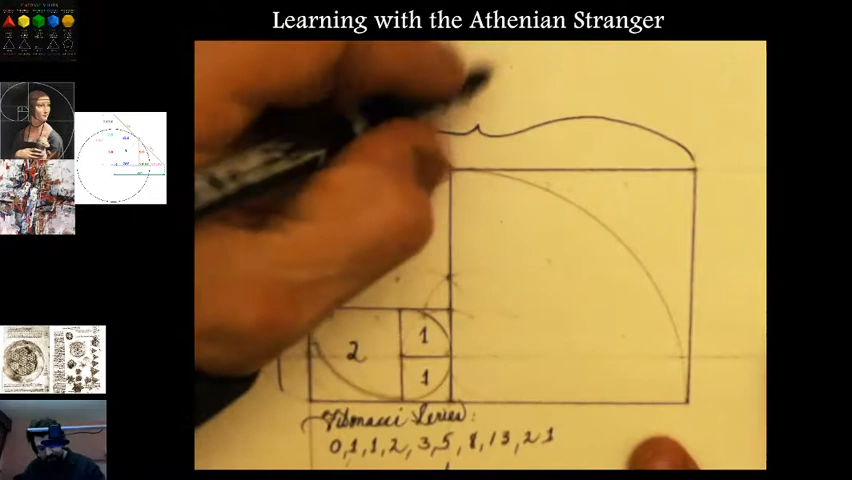 Learning with the Athenian Stranger
2
1
1
Fibonacci Series:
0,1,1,2,3,5,8,13,21